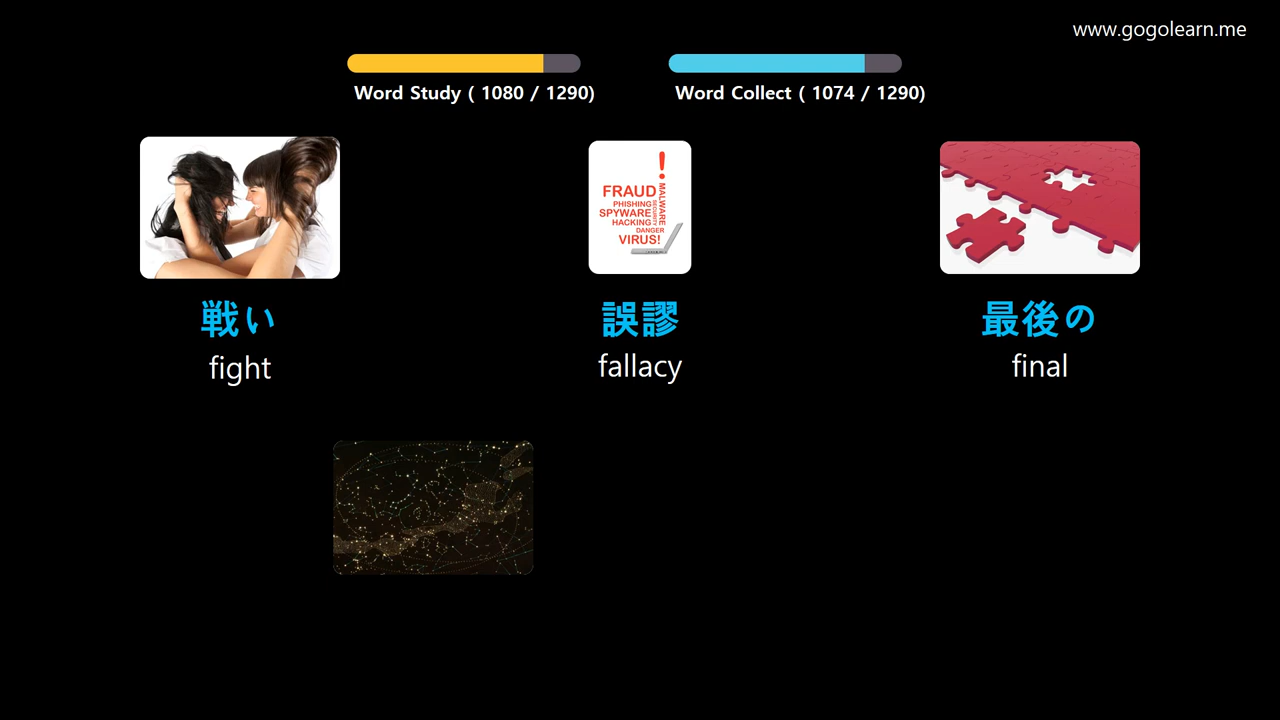 www.gogolearn.me
Word Study ( 1080 / 1290)
Word Collect ( 1074 / 1290)
!
FRAUD
PHISHING
SPYWARE
HACKING
DANGER
VIRUS!
MALWARE
SECURITY
戦い
誤謬
最後の
fight
fallacy
final